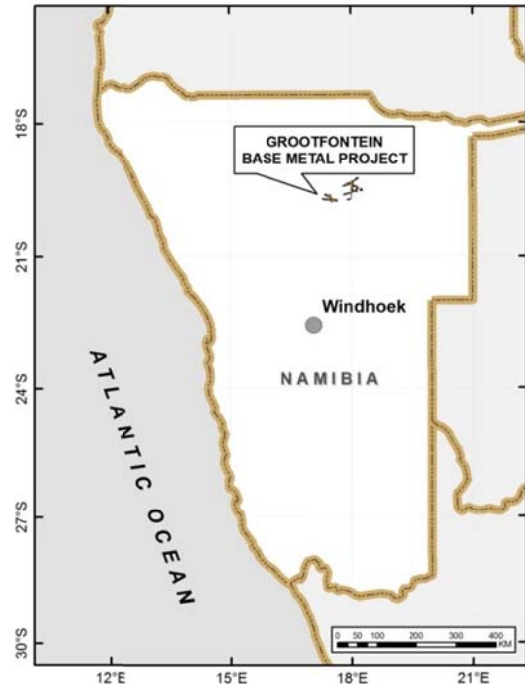 18°S
21°S
24°S
27°S
30°S
GROOTFONTEIN
BASE METAL PROJECT
Windhoek
NAMIBIA
ATLANTIC OCEAN
0 50 100 200 300 400
KM
12°E
15°E
18°E
21°E